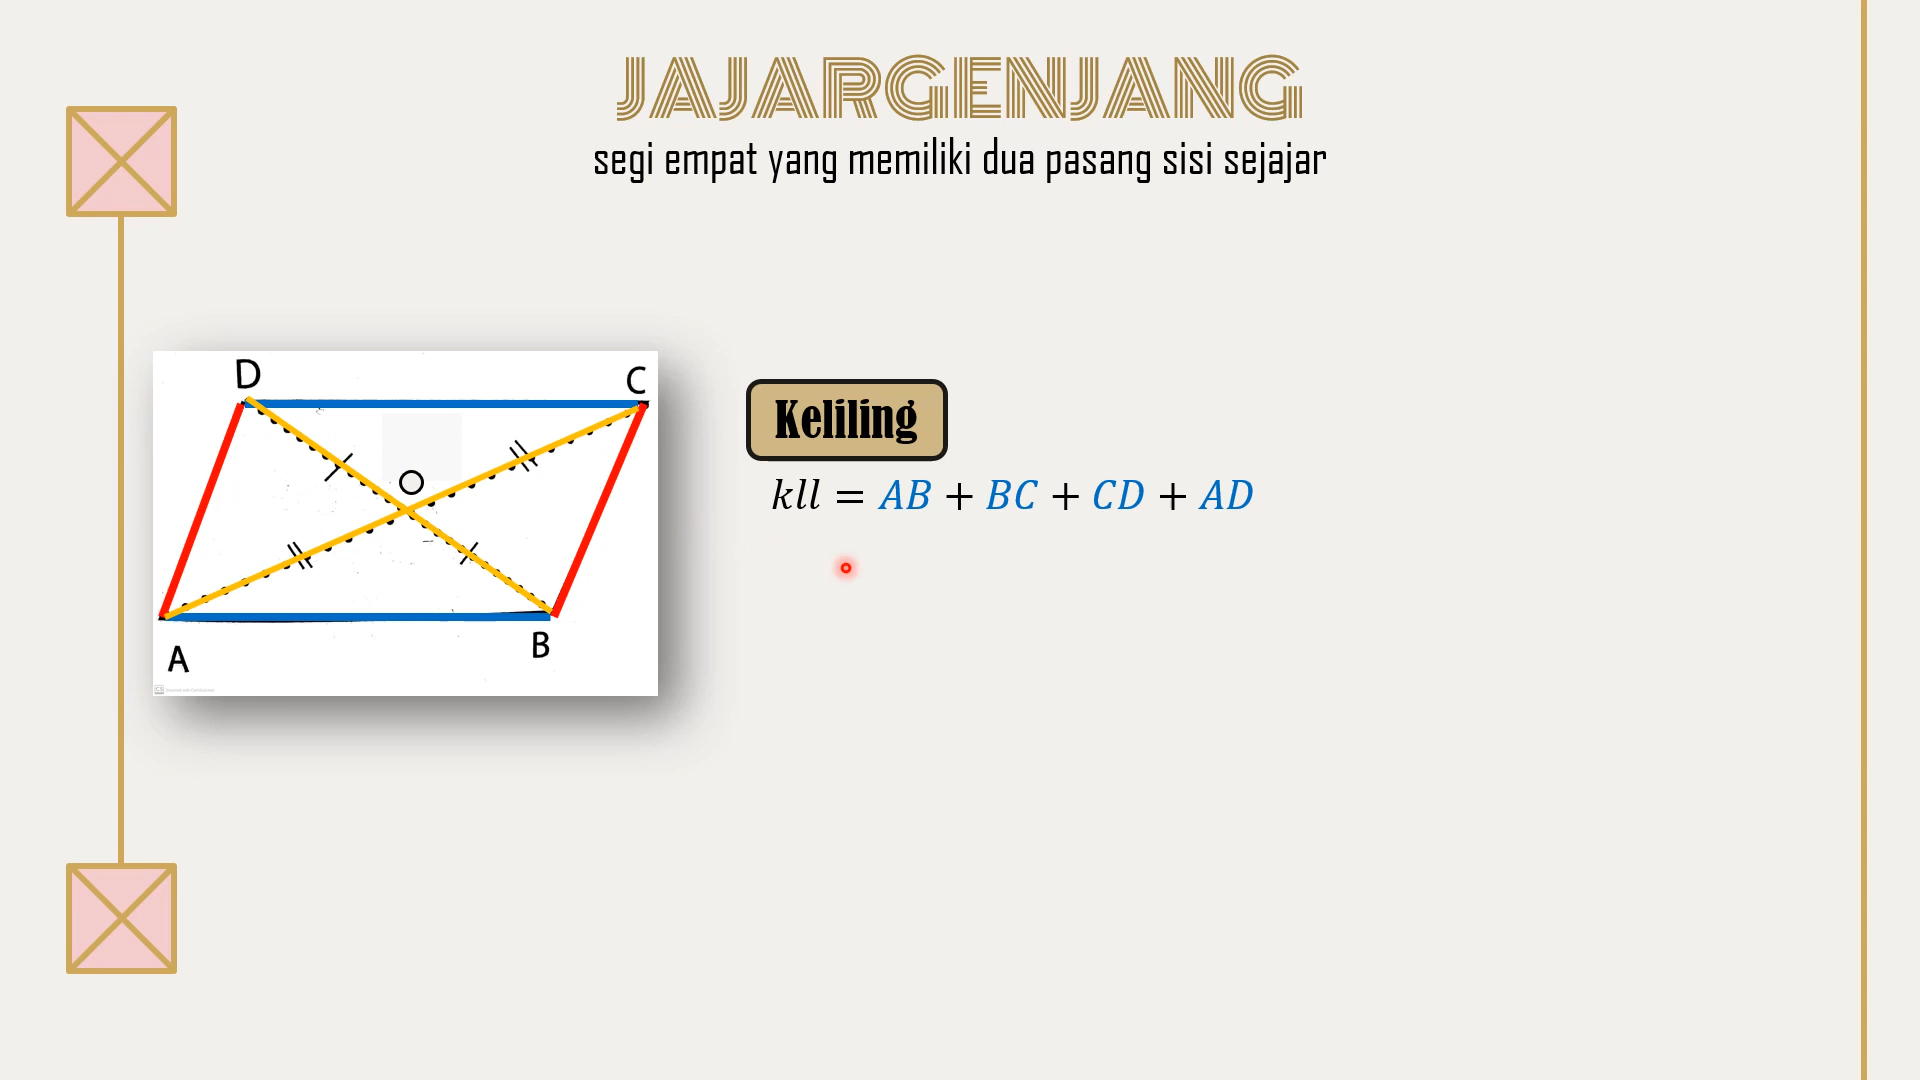 JAJARGENJANG
segi empat yang memiliki dua pasang sisi sejajar
D
C
O
A
B
Keliling
kll = AB + BC + CD + AD